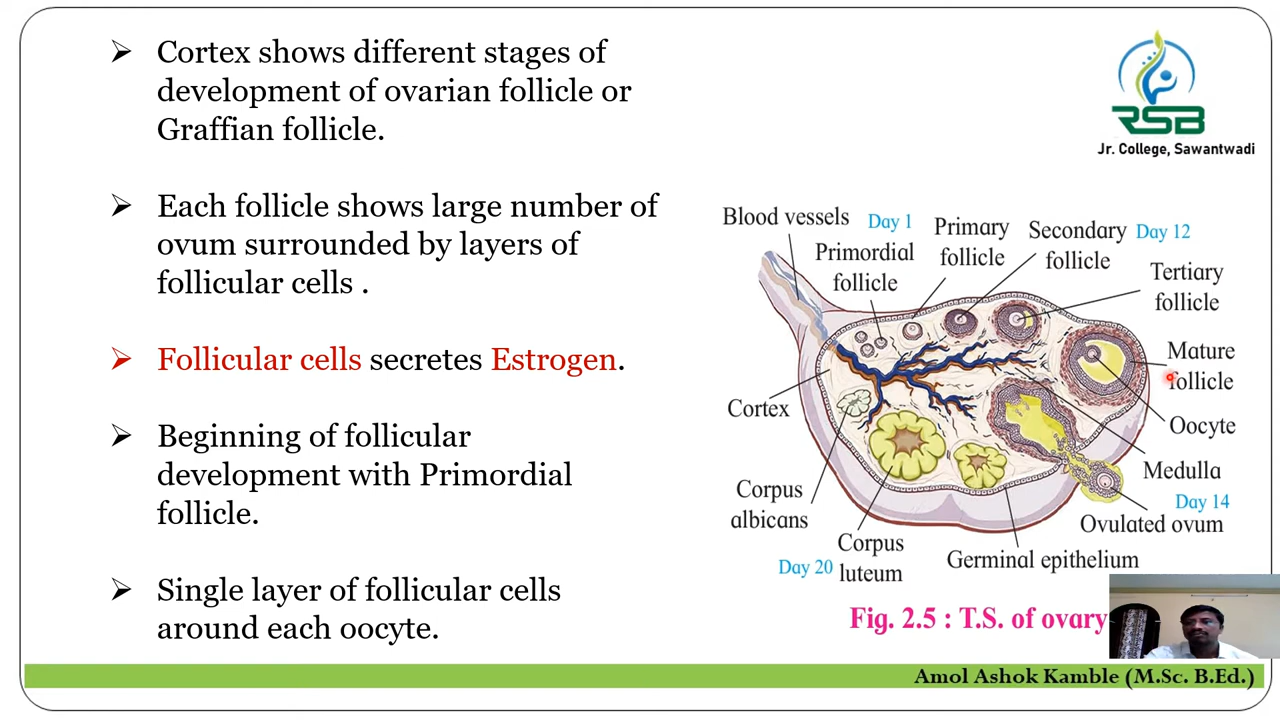 Cortex shows different stages of
development of ovarian follicle or
Graffian follicle.
Each follicle shows large number of
ovum surrounded by layers of
follicular cells .
Follicular cells secretes Estrogen.
Beginning of follicular
development with Primordial
follicle.
Single layer of follicular cells
around each oocyte.
RSB
Jr. College, Sawantwadi
Blood vessels
Day 1
Primordial
follicle
Primary
follicle
Secondary
follicle
Day 12
Tertiary
follicle
Mature
follicle
Oocyte
Medulla
Day 14
Ovulated ovum
Germinal epithelium
Corpus
luteum
Day 20
Corpus
albicans
Cortex
Fig. 2.5 : T.S. of ovary
Amol Ashok Kamble (M.Sc. B.Ed.)